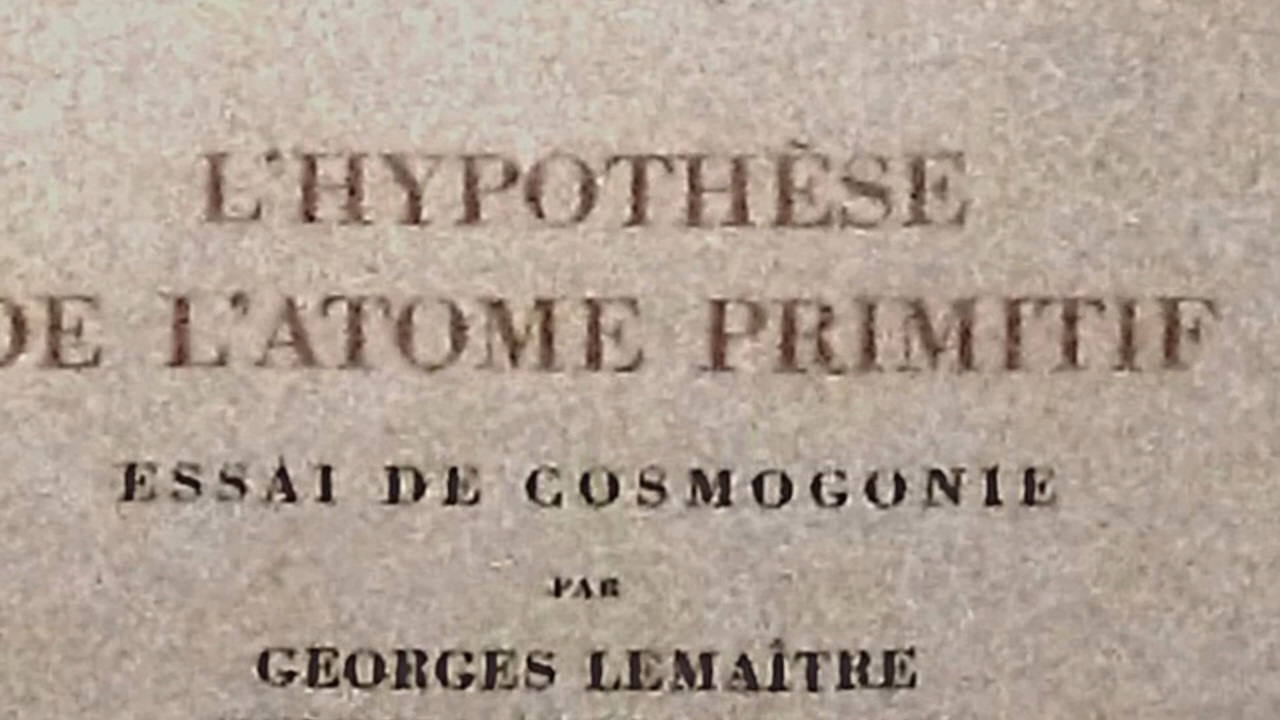 L'HYPOTHÈSE
DE L'ATOME PRIMITIF
ESSAI DE COSMOGONIE
PAR
GEORGES LEMAÎTRE